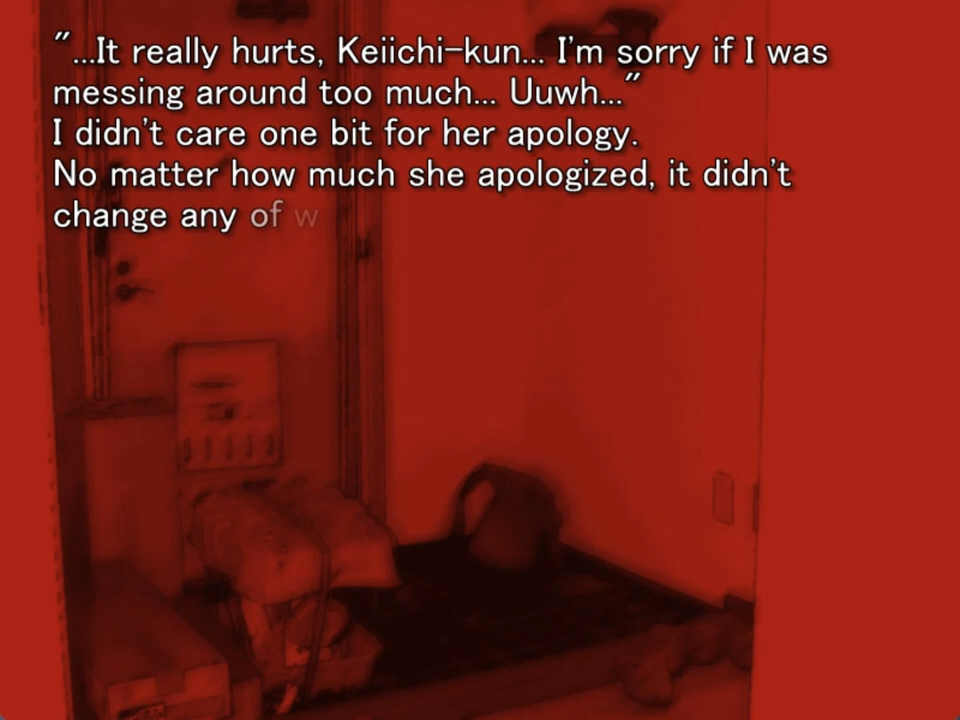 "...It really hurts, Keiichi-kun... I'm sorry if I was
messing around too much... Uuwh..."
I didn't care one bit for her apology.
No matter how much she apologized, it didn't
change any of w